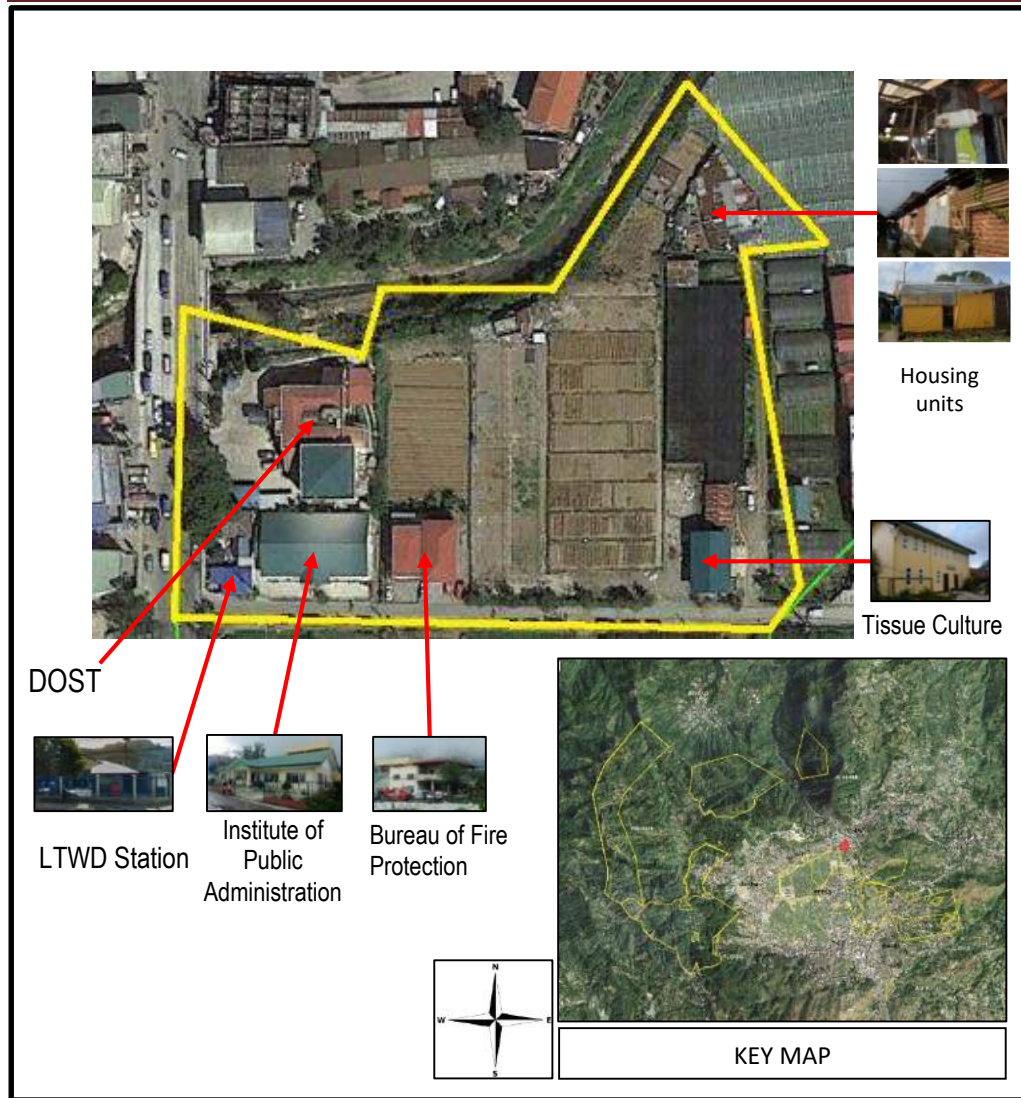 Housing
units
Tissue Culture
DOST
LTWD Station
Institute of
Public
Administration
Bureau of Fire
Protection
N
W
E
S
KEY MAP